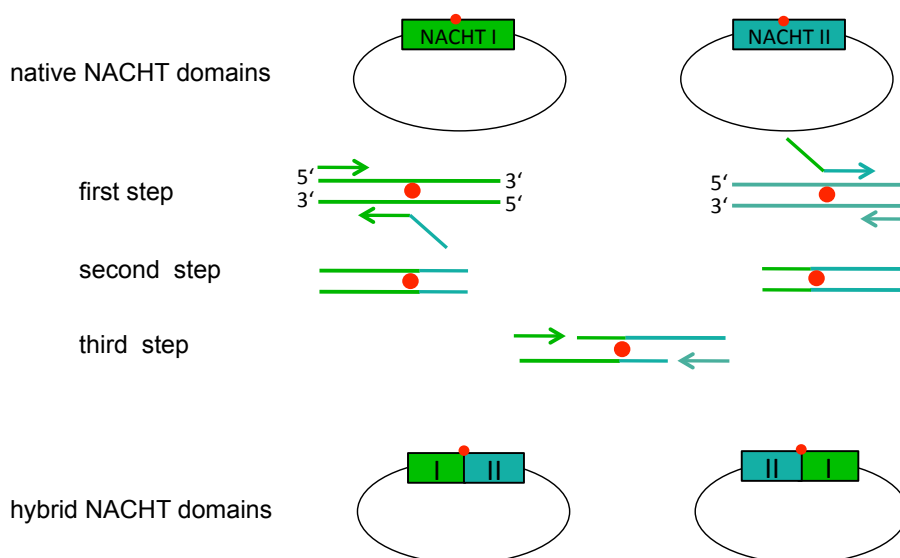 NACHT I
NACHT II
native NACHT domains
first step
5‘
3‘
3‘
5‘
5‘
3‘
second step
third step
I
II
II
I
hybrid NACHT domains